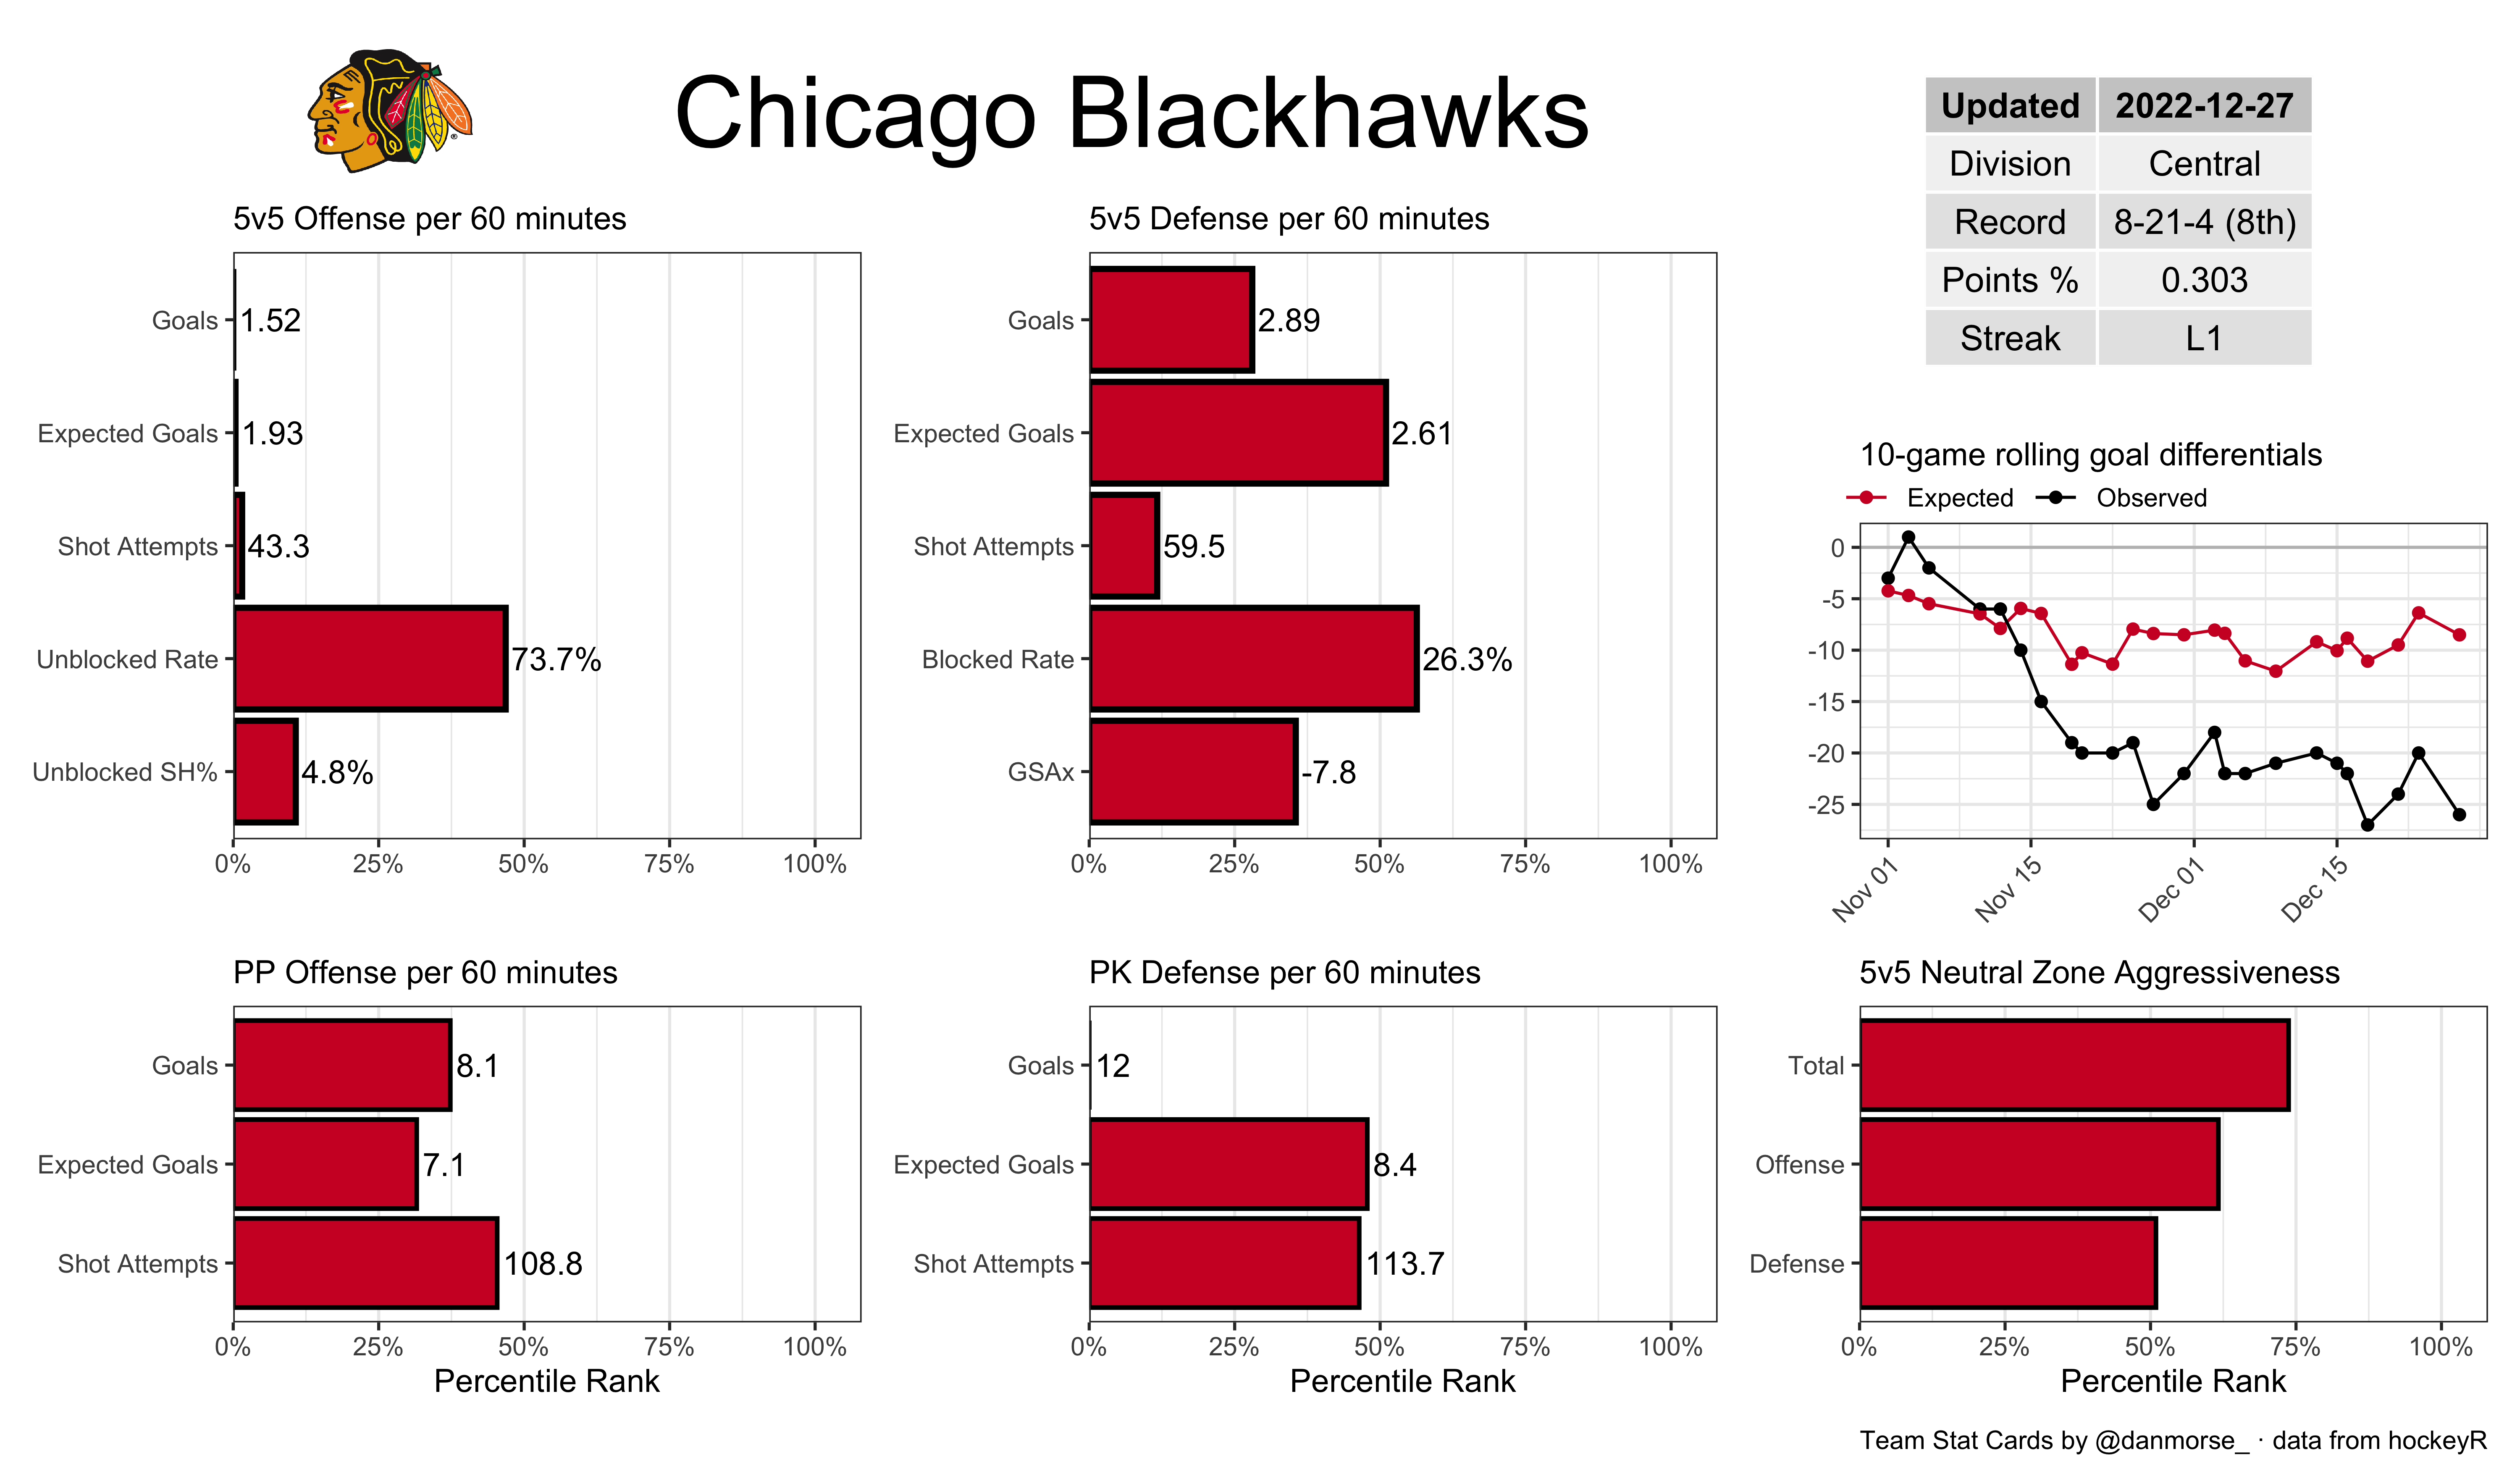 Chicago Blackhawks
Updated 2022-12-27
Division Central
Record 8-21-4 (8th)
Points % 0.303
Streak L1
5v5 Offense per 60 minutes
Goals 1.52
Expected Goals 1.93
Shot Attempts 43.3
Unblocked Rate 73.7%
Unblocked SH% 4.8%
0% 25% 50% 75% 100%
5v5 Defense per 60 minutes
Goals 2.89
Expected Goals 2.61
Shot Attempts 59.5
Blocked Rate 26.3%
GSAx -7.8
0% 25% 50% 75% 100%
10-game rolling goal differentials
Expected Observed
0
-5
-10
-15
-20
-25
Nov 01 Nov 15 Dec 01 Dec 15
PP Offense per 60 minutes
Goals 8.1
Expected Goals 7.1
Shot Attempts 108.8
0% 25% 50% 75% 100%
Percentile Rank
PK Defense per 60 minutes
Goals 12
Expected Goals 8.4
Shot Attempts 113.7
0% 25% 50% 75% 100%
Percentile Rank
5v5 Neutral Zone Aggressiveness
Total
Offense
Defense
0% 25% 50% 75% 100%
Percentile Rank
Team Stat Cards by @danmorse_ · data from hockeyR